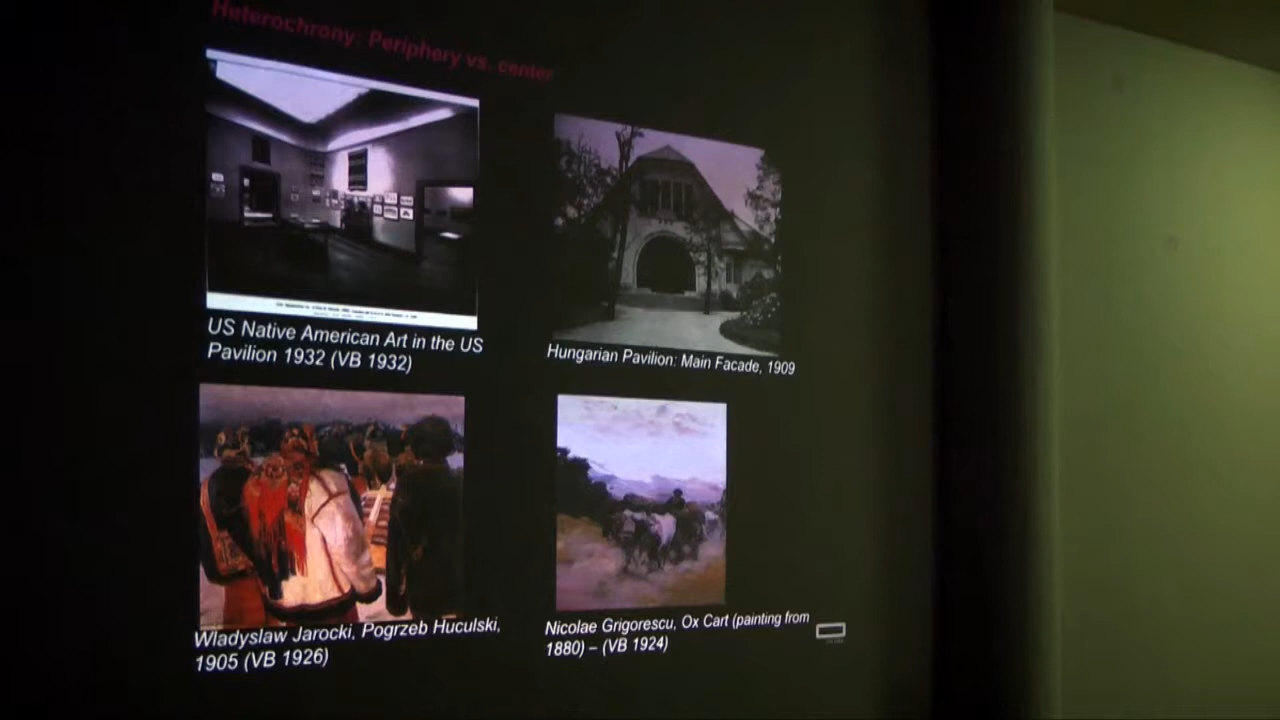 Heterochrony: Periphery vs. center
US Native American Art in the US
Pavilion 1932 (VB 1932)
Hungarian Pavilion: Main Facade, 1909
Wladyslaw Jarocki, Pogrzeb Huculski,
1905 (VB 1926)
Nicolae Grigorescu, Ox Cart (painting from
1880) – (VB 1924)